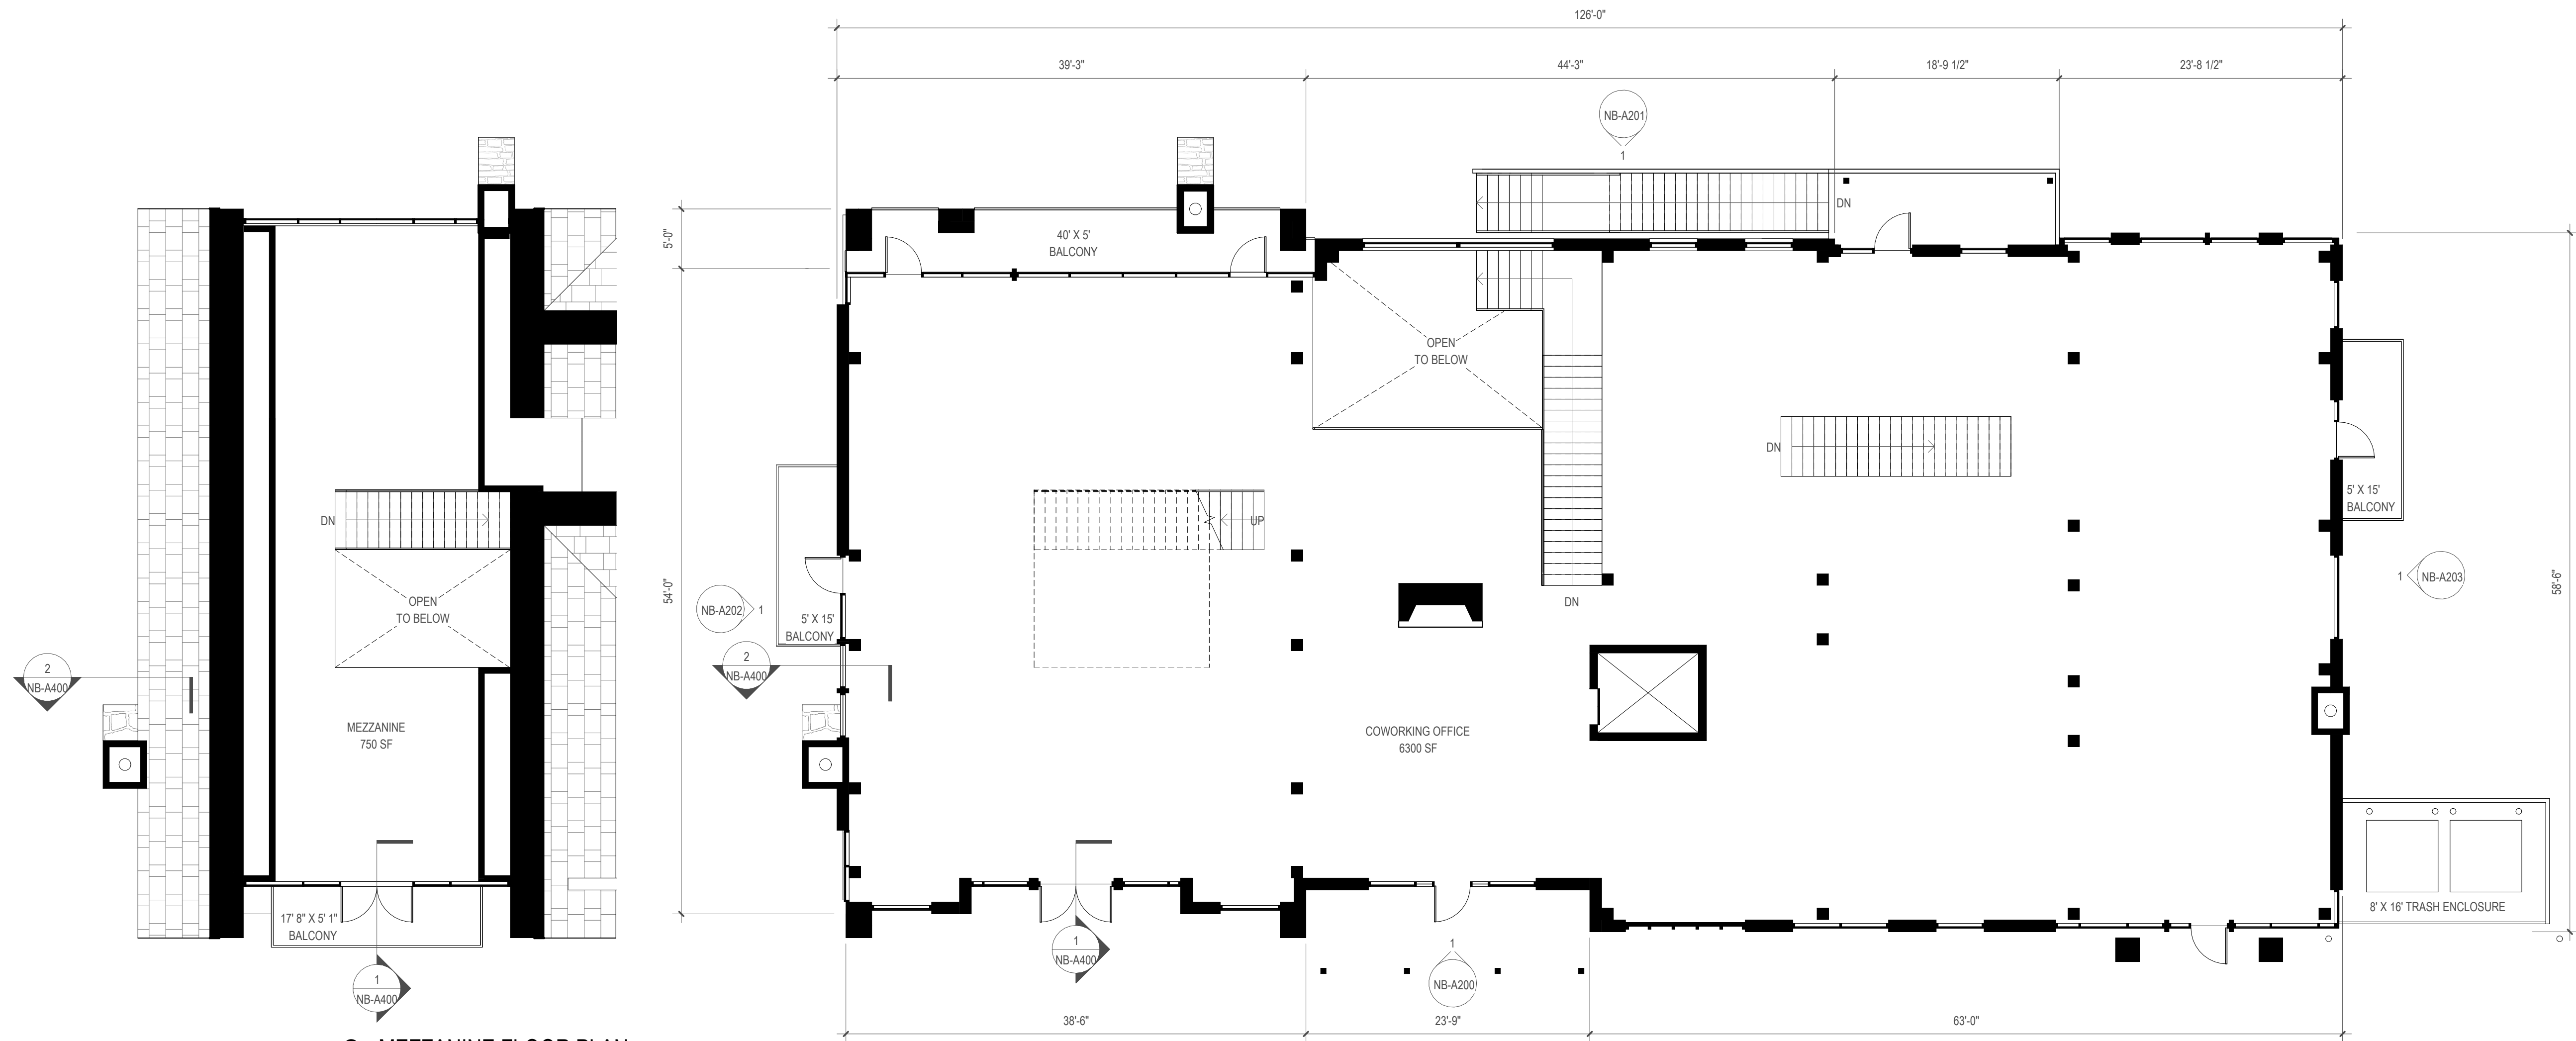 126'-0"
39'-3"
44'-3"
18'-9 1/2"
23'-8 1/2"
NB-A201
1
DN
5'-0"
40' X 5'
BALCONY
OPEN
TO BELOW
DN
5' X 15'
BALCONY
DN
UP
OPEN
TO BELOW
54'-0"
NB-A202
1
5' X 15'
BALCONY
DN
1
NB-A203
58'-6"
2
NB-A400
2
NB-A400
MEZZANINE
750 SF
COWORKING OFFICE
6300 SF
17' 8" X 5' 1"
BALCONY
8' X 16' TRASH ENCLOSURE
1
NB-A400
1
NB-A400
1
NB-A200
38'-6"
23'-9"
63'-0"
MEZZANINE FLOOR PLAN